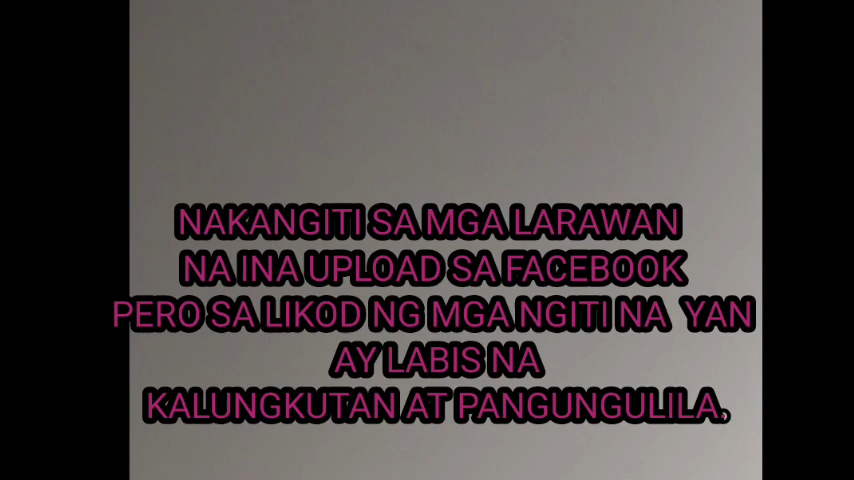 NAKANGITI SA MGA LARAWAN
NA INA UPLOAD SA FACEBOOK
PERO SA LIKOD NG MGA NGITI NA YAN
AY LABIS NA
KALUNGKUTAN AT PANGUNGULILA,